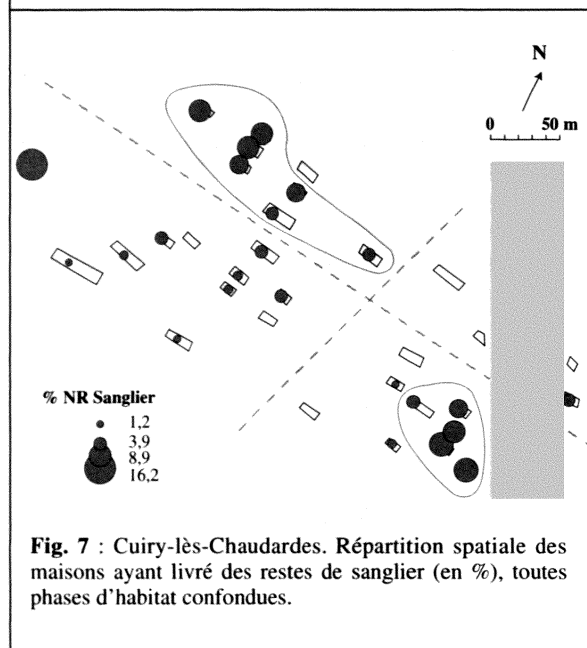 N
0 50 m
% NR Sanglier
1,2
3,9
8,9
16,2
Fig. 7 : Cuiry-lès-Chaudardes. Répartition spatiale des
maisons ayant livré des restes de sanglier (en %), toutes
phases d'habitat confondues.